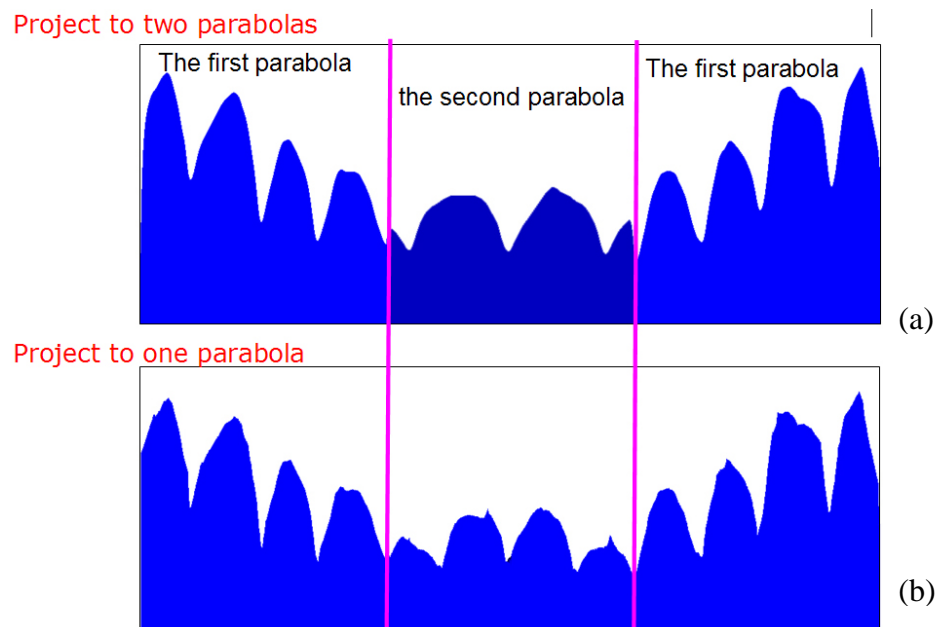 Project to two parabolas
The first parabola
the second parabola
The first parabola
(a)
Project to one parabola
(b)